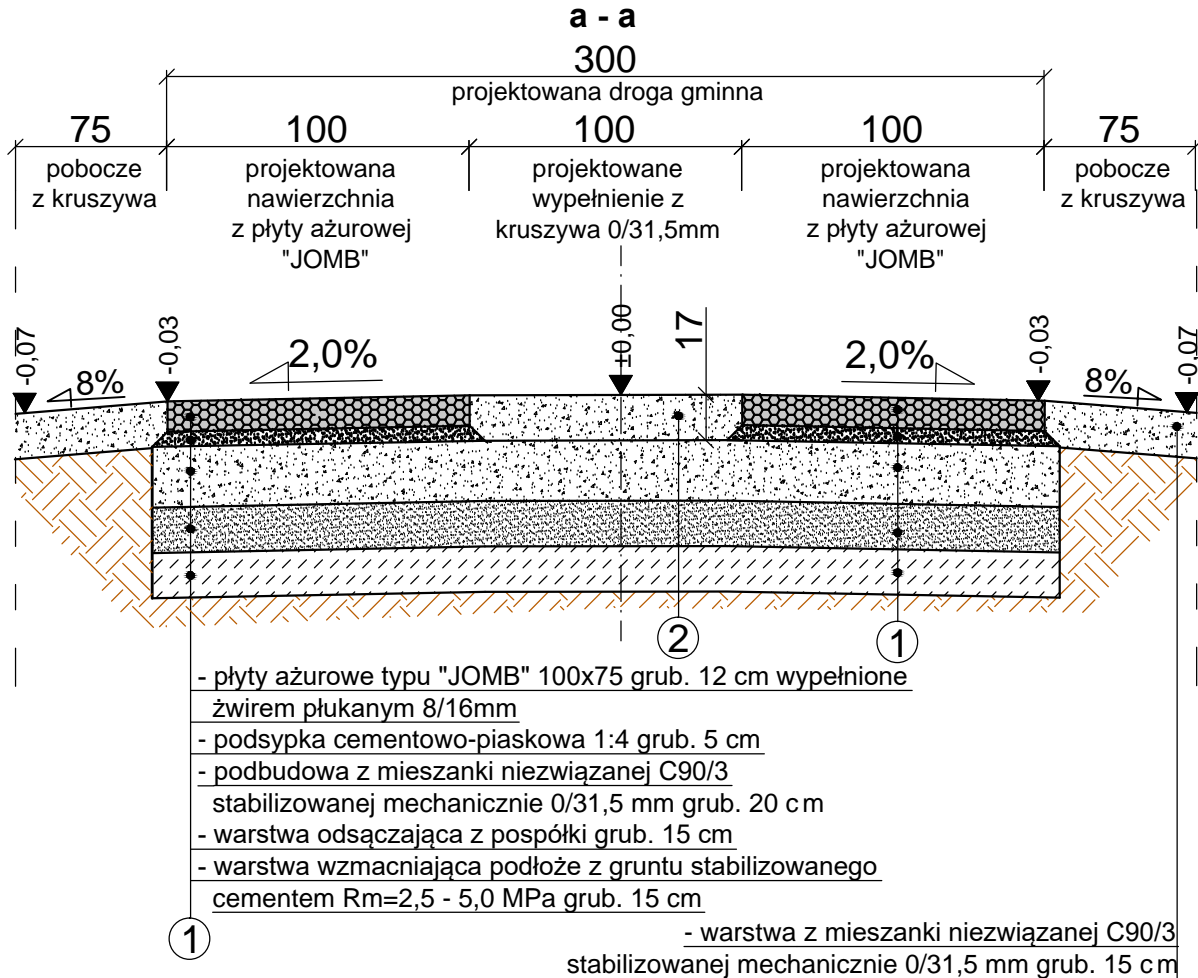 a - a
300
projektowana droga gminna
75 100 100 100 75
pobocze
z kruszywa
projektowana
nawierzchnia
z płyty ażurowej
"JOMB"
projektowane
wypełnienie z
kruszywa 0/31,5mm
projektowana
nawierzchnia
z płyty ażurowej
"JOMB"
pobocze
z kruszywa
-0,07
-0,03
±0,00
17
-0,03
-0,07
8%
2,0%
2,0%
8%
2
1
- płyty ażurowe typu "JOMB" 100x75 grub. 12 cm wypełnione
żwirem płukanym 8/16mm
- podsypka cementowo-piaskowa 1:4 grub. 5 cm
- podbudowa z mieszanki niezwiązanej C90/3
stabilizowanej mechanicznie 0/31,5 mm grub. 20 cm
- warstwa odsączająca z pospółki grub. 15 cm
- warstwa wzmacniająca podłoże z gruntu stabilizowanego
cementem Rm=2,5 - 5,0 MPa grub. 15 cm
1
- warstwa z mieszanki niezwiązanej C90/3
stabilizowanej mechanicznie 0/31,5 mm grub. 15 cm